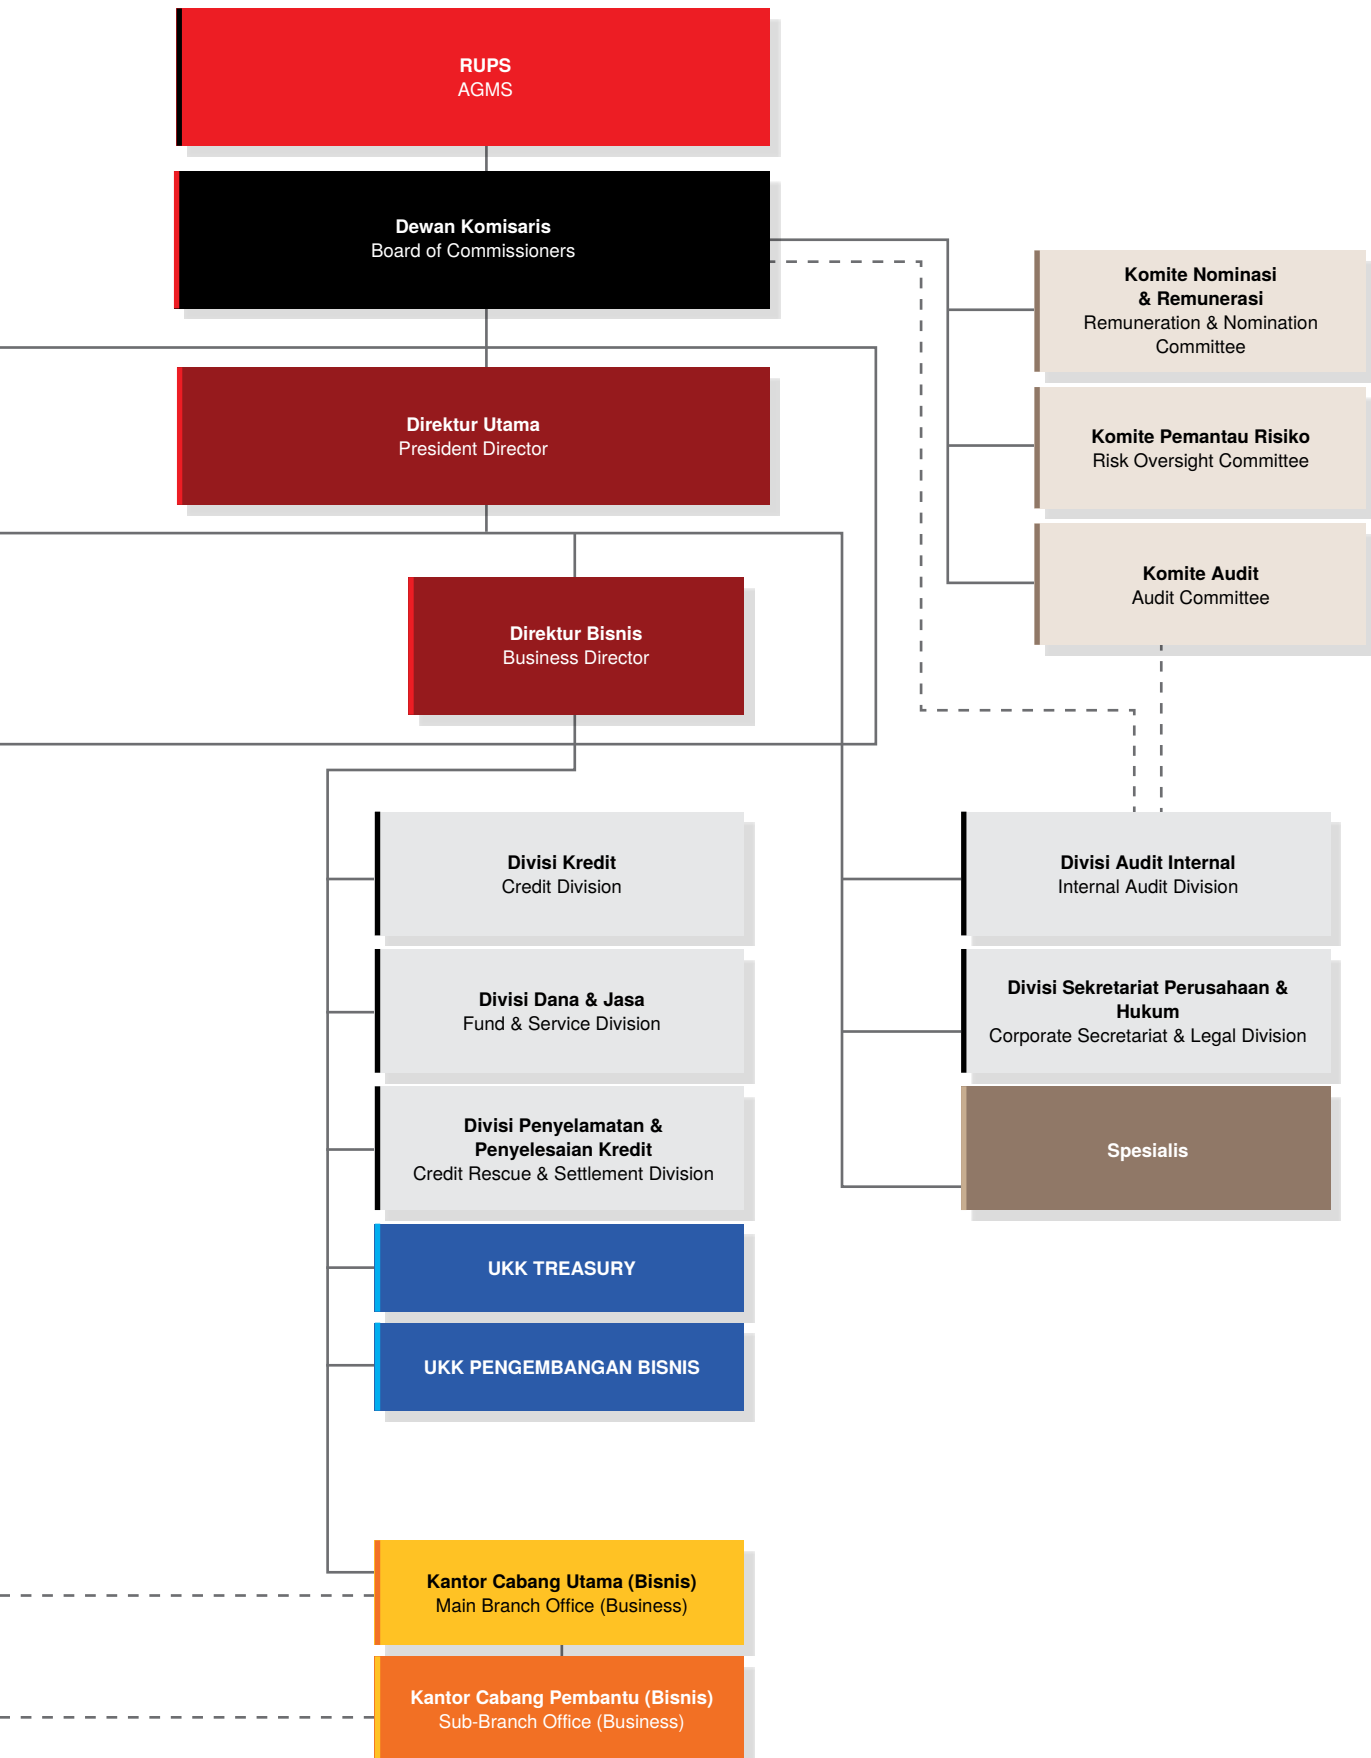 RUPS
AGMS
Dewan Komisaris
Board of Commissioners
Komite Nominasi
& Remunerasi
Remuneration & Nomination
Committee
Direktur Utama
President Director
Komite Pemantau Risiko
Risk Oversight Committee
Komite Audit
Audit Committee
Direktur Bisnis
Business Director
Divisi Kredit
Credit Division
Divisi Dana & Jasa
Fund & Service Division
Divisi Penyelamatan &
Penyelesaian Kredit
Credit Rescue & Settlement Division
UKK TREASURY
UKK PENGEMBANGAN BISNIS
Divisi Audit Internal
Internal Audit Division
Divisi Sekretariat Perusahaan &
Hukum
Corporate Secretariat & Legal Division
Spesialis
Kantor Cabang Utama (Bisnis)
Main Branch Office (Business)
Kantor Cabang Pembantu (Bisnis)
Sub-Branch Office (Business)